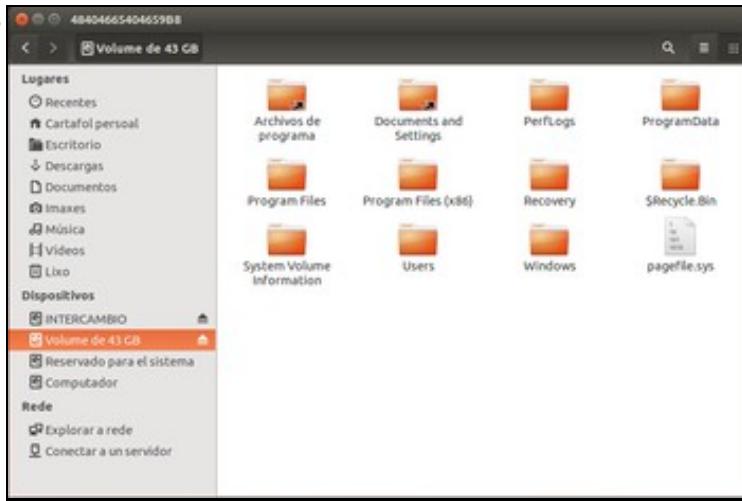 48404665404659B8
Volume de 43 GB
Lugares
Recentes
Cartafol persoal
Escritorio
Descargas
Documentos
Imaxes
Música
Vídeos
Lixo
Dispositivos
INTERCAMBIO
Volume de 43 GB
Reservado para el sistema
Computador
Rede
Explorar a rede
Conectar a un servidor
Archivos de
programa
Documents and
Settings
PerfLogs
ProgramData
Program Files
Program Files (x86)
Recovery
$Recycle.Bin
System Volume
Information
Users
Windows
pagefile.sys